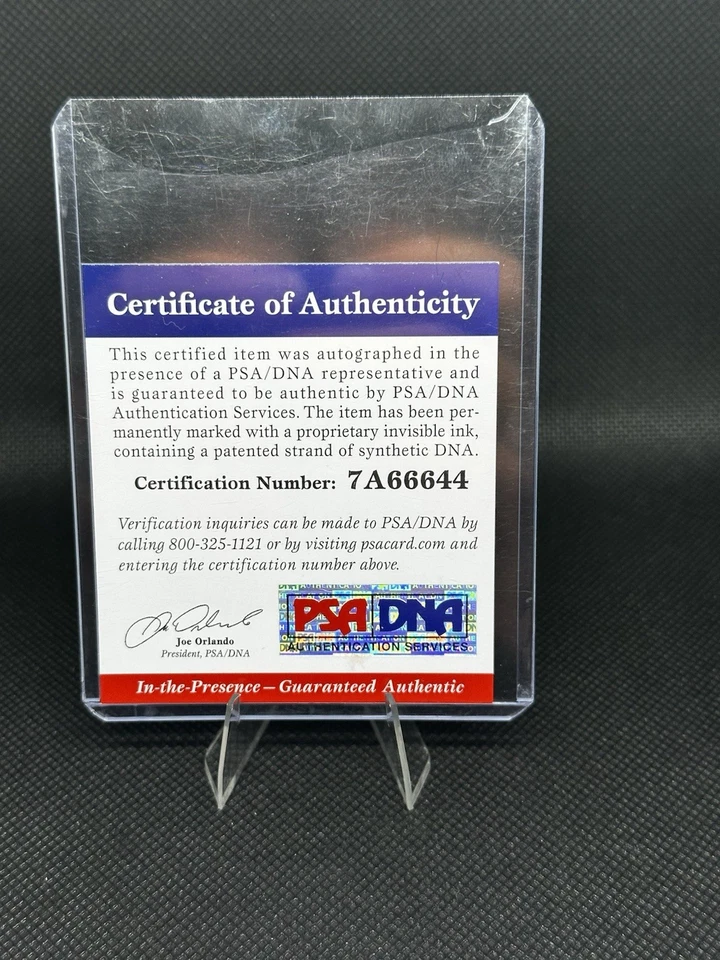 Certificate of Authenticity
This certified item was autographed in the
presence of a PSA/DNA representative and
is guaranteed to be authentic by PSA/DNA
Authentication Services. The item has been per-
manently marked with a proprietary invisible ink,
containing a patented strand of synthetic DNA.
Certification Number: 7A66644
Verification inquiries can be made to PSA/DNA by
calling 800-325-1121 or by visiting psacard.com and
entering the certification number above.
PSA DNA
AUTHENTICATION SERVICES
Joe Orlando
President, PSA/DNA
In-the-Presence — Guaranteed Authentic